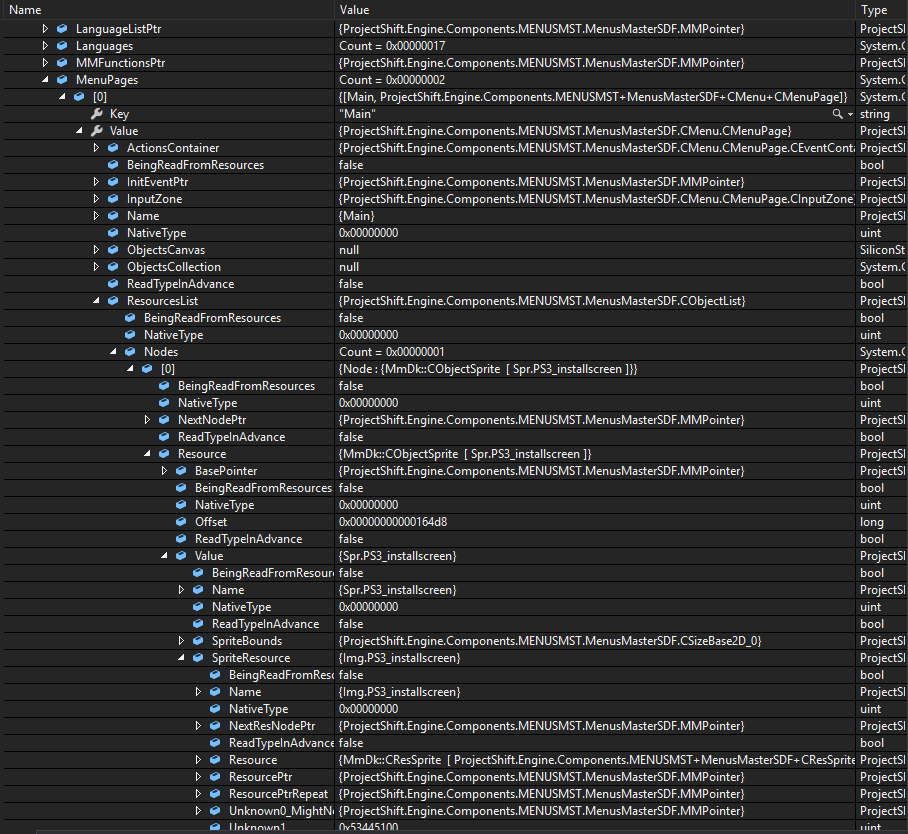 Name Value Type
LanguageListPtr {ProjectShift.Engine.Components.MENUSMST.MenusMasterSDF.MMPointer} ProjectSl
Languages Count = 0x00000017 System.C
MMFunctionsPtr {ProjectShift.Engine.Components.MENUSMST.MenusMasterSDF.MMPointer} ProjectSl
MenuPages Count = 0x00000002 System.C
[0] {[Main, ProjectShift.Engine.Components.MENUSMST+MenusMasterSDF+CMenu+CMenuPage]} System.C
Key "Main" string
Value {ProjectShift.Engine.Components.MENUSMST.MenusMasterSDF.CMenu.CMenuPage} ProjectSl
ActionsContainer {ProjectShift.Engine.Components.MENUSMST.MenusMasterSDF.CMenu.CMenuPage.CEventConta ProjectSl
BeingReadFromResources false bool
InitEventPtr {ProjectShift.Engine.Components.MENUSMST.MenusMasterSDF.MMPointer} ProjectSl
InputZone {ProjectShift.Engine.Components.MENUSMST.MenusMasterSDF.CMenu.CMenuPage.CInputZone} ProjectSl
Name {Main} ProjectSl
NativeType 0x00000000 uint
ObjectsCanvas null SiliconSt
ObjectsCollection null System.C
ReadTypeInAdvance false bool
ResourcesList {ProjectShift.Engine.Components.MENUSMST.MenusMasterSDF.CObjectList} ProjectSl
BeingReadFromResources false bool
NativeType 0x00000000 uint
Nodes Count = 0x00000001 System.C
[0] {Node : {MmDk::CObjectSprite [ Spr.PS3_installscreen ]}} ProjectSl
BeingReadFromResources false bool
NativeType 0x00000000 uint
NextNodePtr {ProjectShift.Engine.Components.MENUSMST.MenusMasterSDF.MMPointer} ProjectSl
ReadTypeInAdvance false bool
Resource {MmDk::CObjectSprite [ Spr.PS3_installscreen ]} ProjectSl
BasePointer {ProjectShift.Engine.Components.MENUSMST.MenusMasterSDF.MMPointer} ProjectSl
BeingReadFromResources false bool
NativeType 0x00000000 uint
Offset 0x00000000000164d8 long
ReadTypeInAdvance false bool
Value {Spr.PS3_installscreen} ProjectSl
BeingReadFromResour false bool
Name {Spr.PS3_installscreen} ProjectSl
NativeType 0x00000000 uint
ReadTypeInAdvance false bool
SpriteBounds {ProjectShift.Engine.Components.MENUSMST.MenusMasterSDF.CSizeBase2D_0} ProjectSl
SpriteResource {Img.PS3_installscreen} ProjectSl
BeingReadFromReso false bool
Name {Img.PS3_installscreen} ProjectSl
NativeType 0x00000000 uint
NextResNodePtr {ProjectShift.Engine.Components.MENUSMST.MenusMasterSDF.MMPointer} ProjectSl
ReadTypeInAdvance false bool
Resource {MmDk::CResSprite [ ProjectShift.Engine.Components.MENUSMST+MenusMasterSDF+CResSprite ProjectSl
ResourcePtr {ProjectShift.Engine.Components.MENUSMST.MenusMasterSDF.MMPointer} ProjectSl
ResourcePtrRepeat {ProjectShift.Engine.Components.MENUSMST.MenusMasterSDF.MMPointer} ProjectSl
Unknown0_MightNo {ProjectShift.Engine.Components.MENUSMST.MenusMasterSDF.MMPointer} ProjectSl
Unknown1 0x53445100 uint